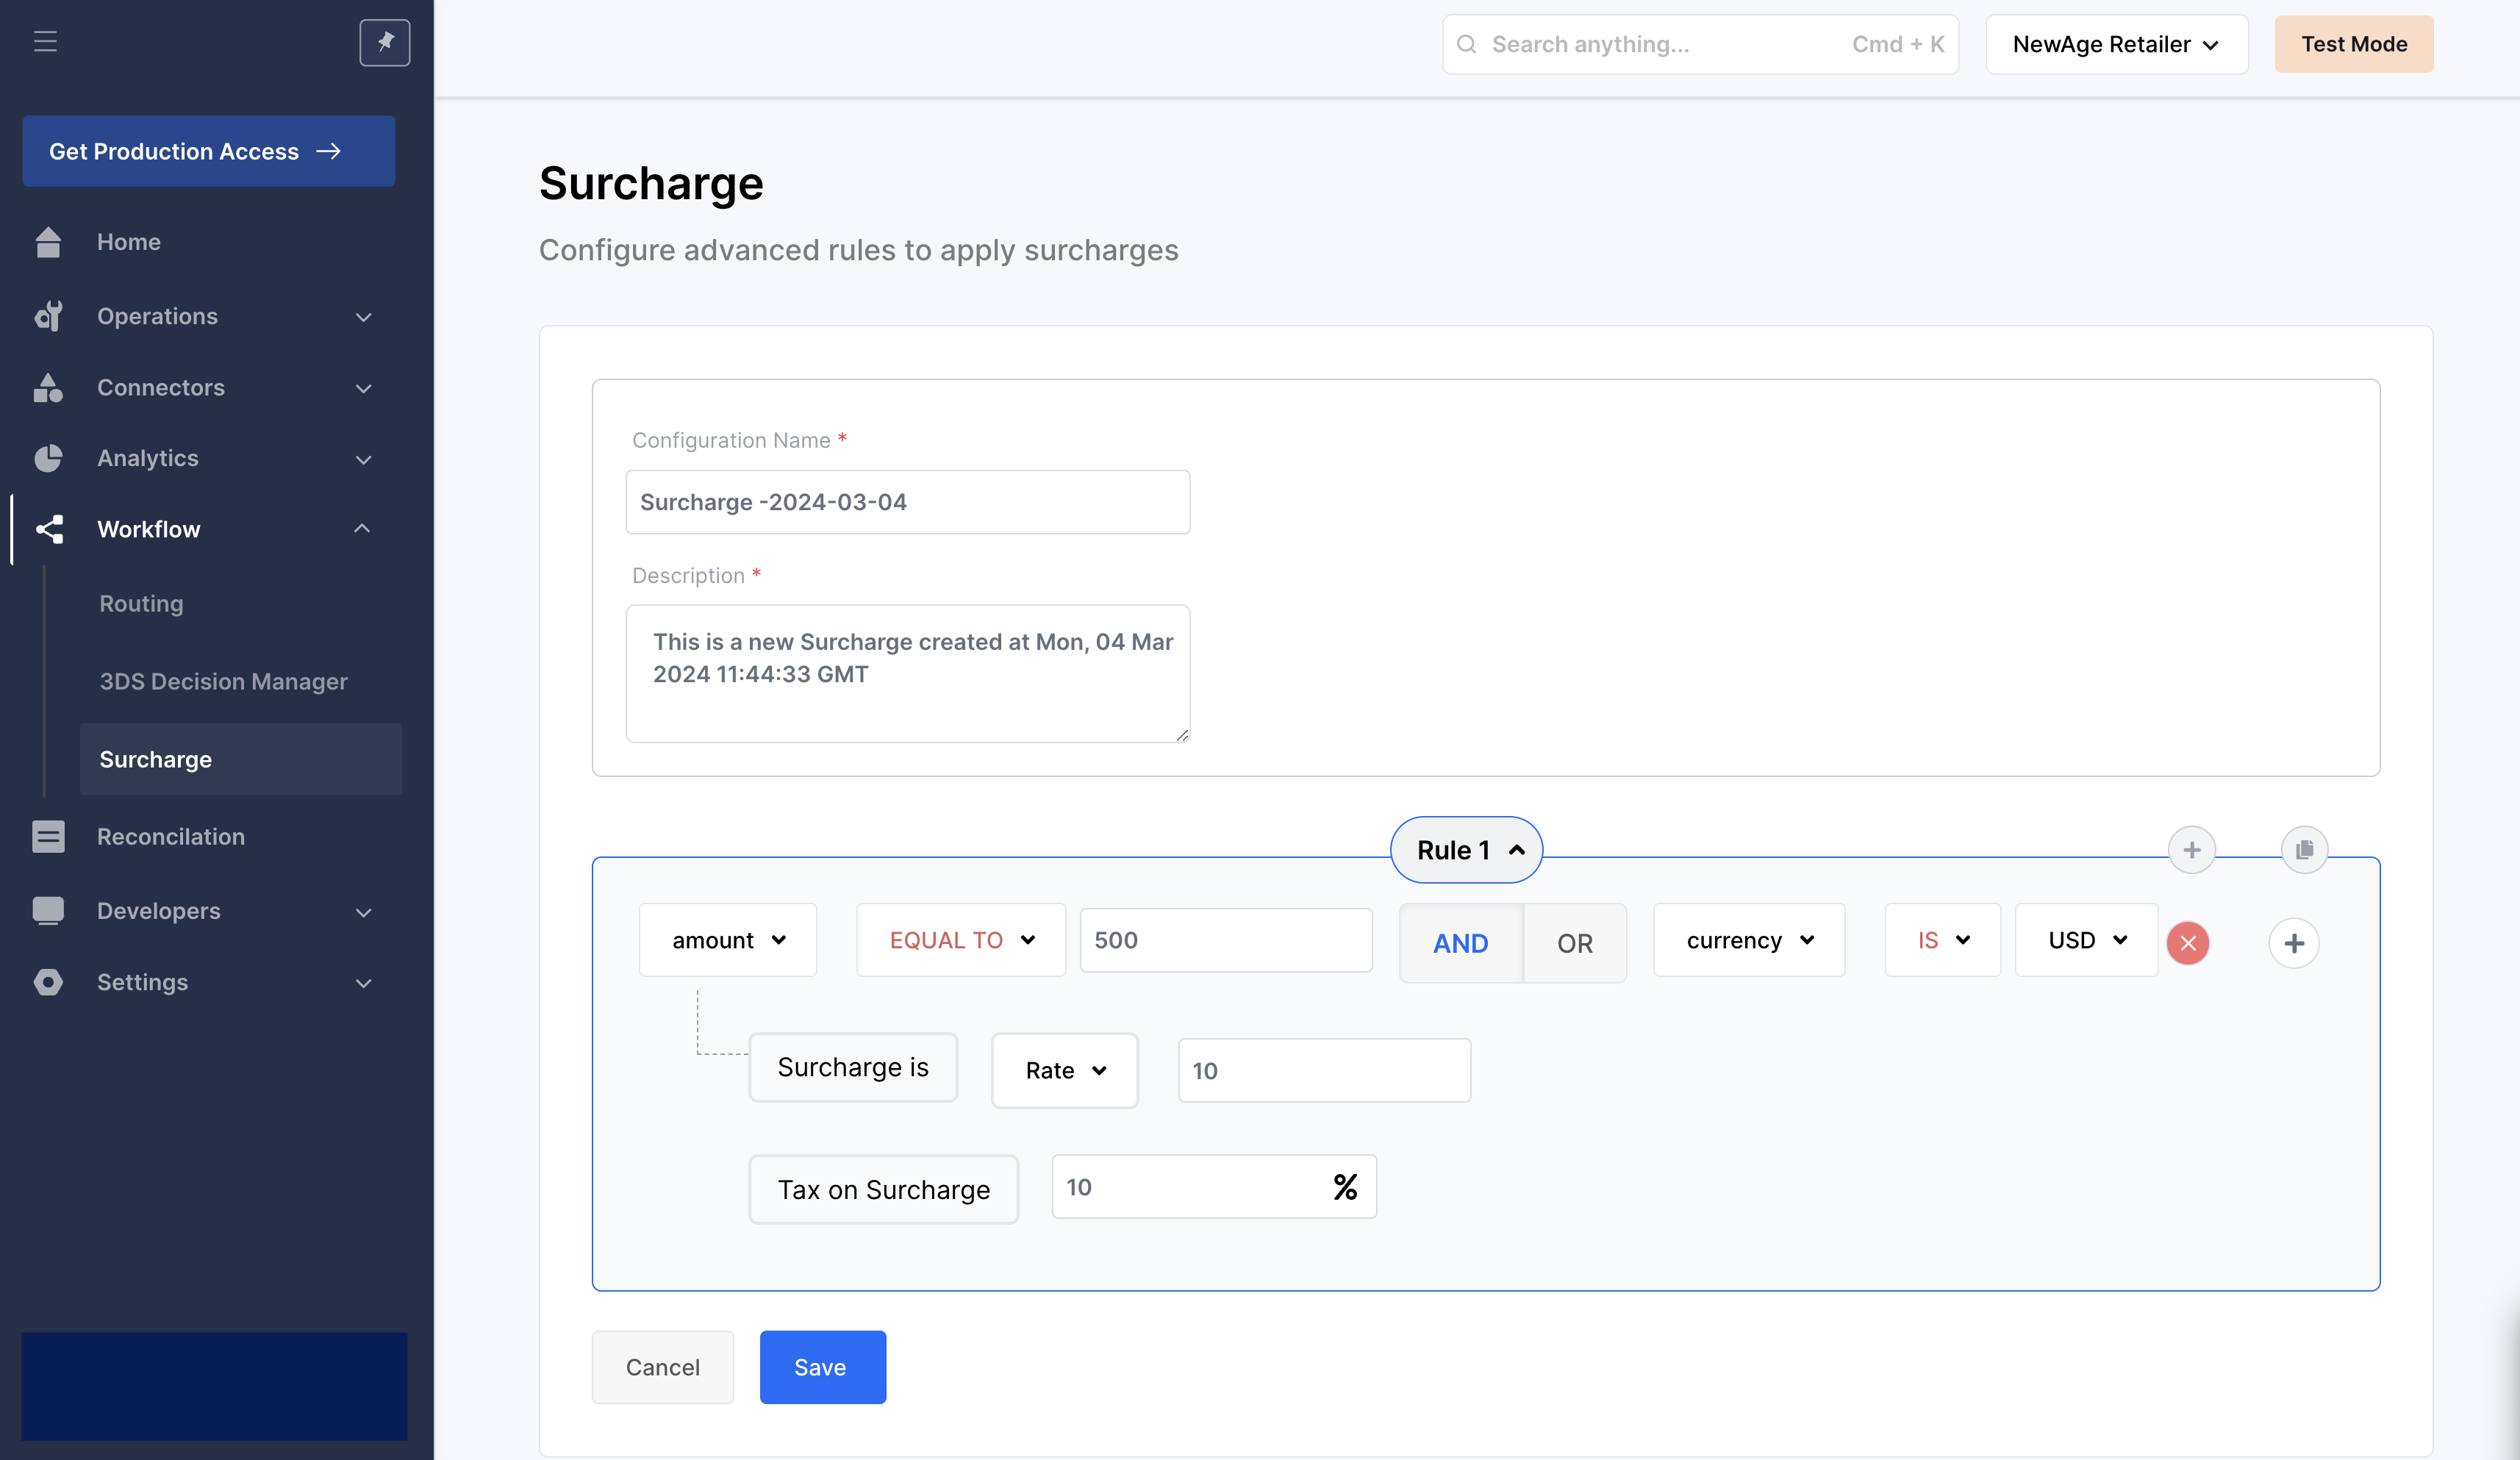 Search anything...
Cmd + K
NewAge Retailer
Test Mode
Get Production Access
Home
Operations
Connectors
Analytics
Workflow
Routing
3DS Decision Manager
Surcharge
Reconcilation
Developers
Settings
Surcharge
Configure advanced rules to apply surcharges
Configuration Name *
Surcharge -2024-03-04
Description *
This is a new Surcharge created at Mon, 04 Mar
2024 11:44:33 GMT
Rule 1
amount EQUAL TO 500 AND OR currency IS USD
Surcharge is Rate 10
Tax on Surcharge 10 %
Cancel Save